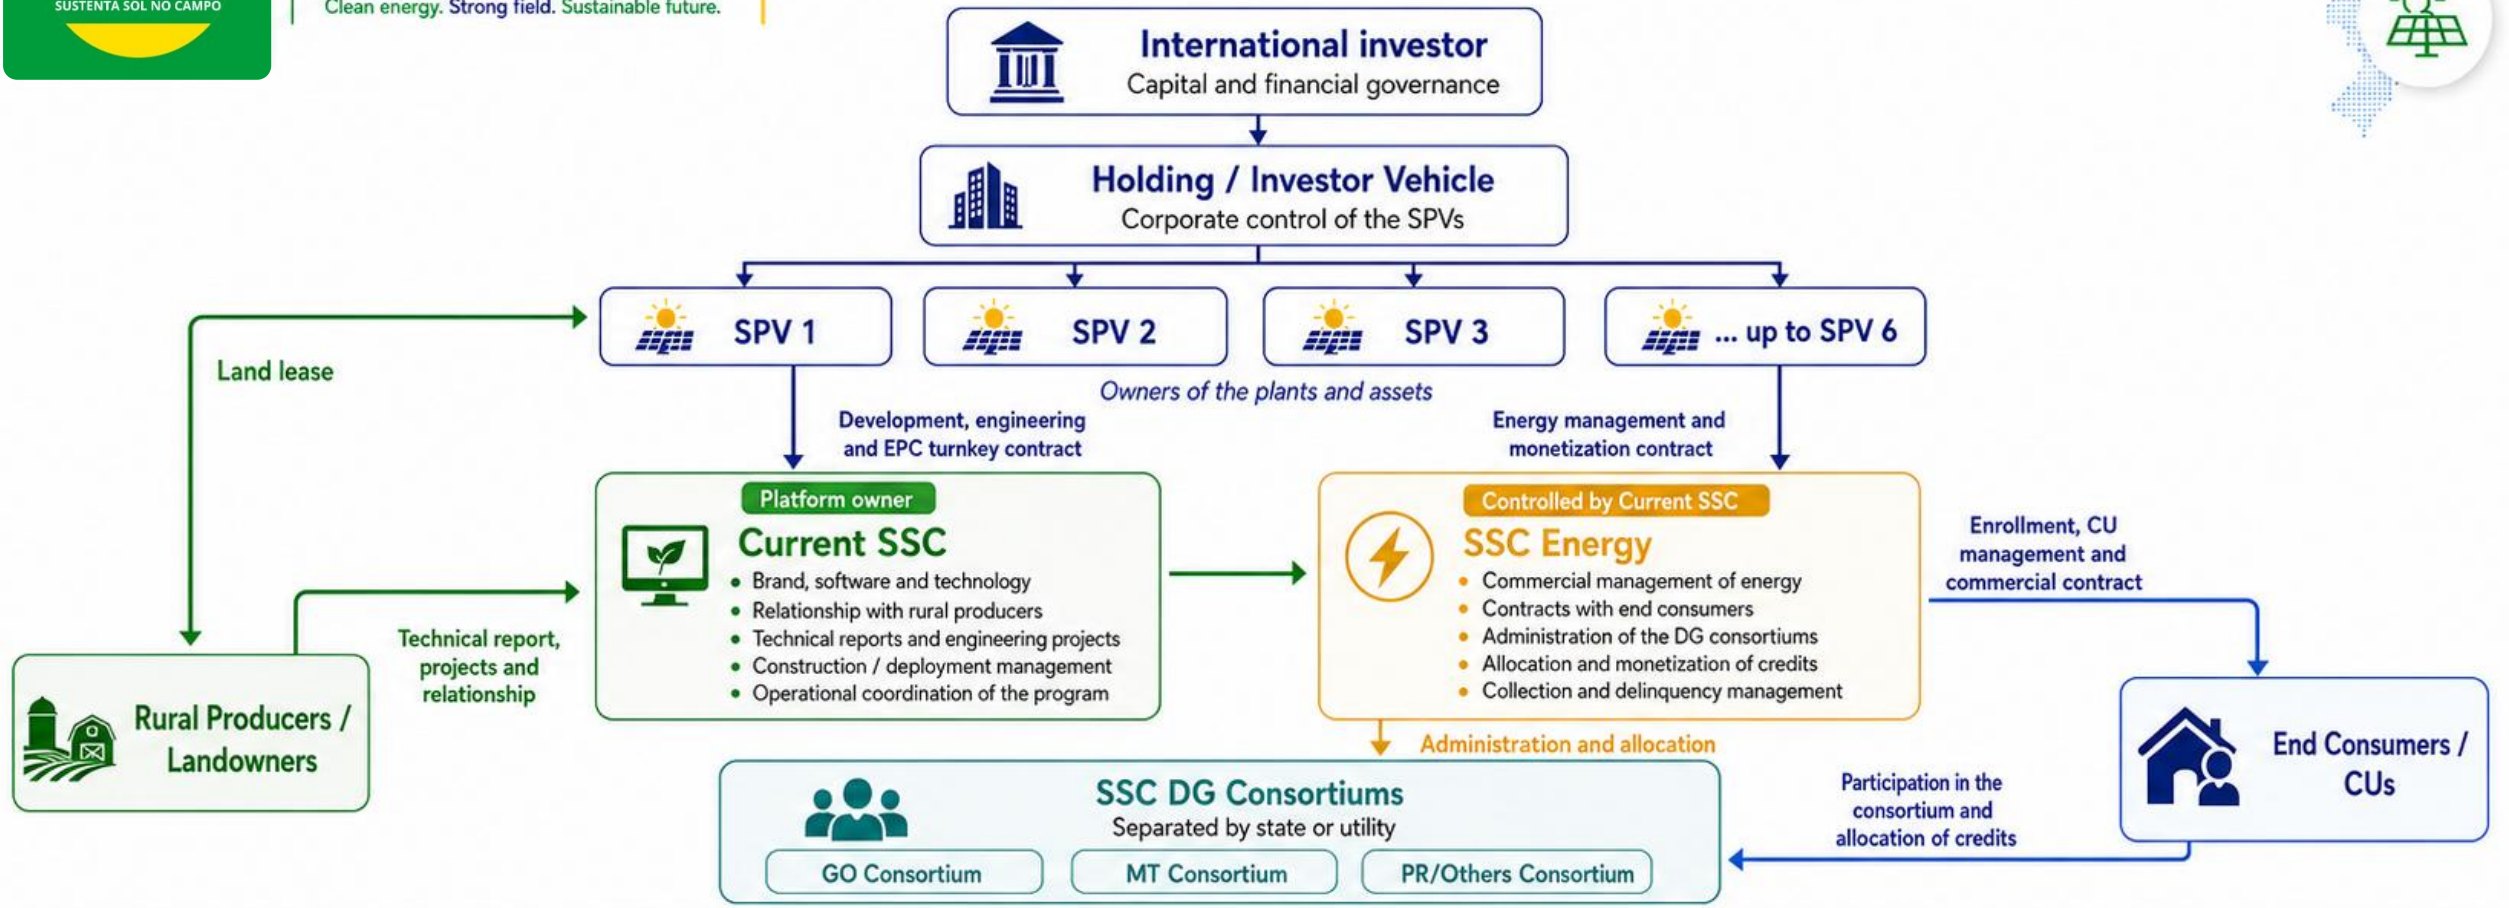 SUSTENTA SOL NO CAMPO
Clean energy. Strong field. Sustainable future.
International investor
Capital and financial governance
Holding / Investor Vehicle
Corporate control of the SPVs
SPV 1
SPV 2
SPV 3
... up to SPV 6
Land lease
Owners of the plants and assets
Development, engineering
and EPC turnkey contract
Energy management and
monetization contract
Platform owner
Current SSC
• Brand, software and technology
• Relationship with rural producers
• Technical reports and engineering projects
• Construction / deployment management
• Operational coordination of the program
Controlled by Current SSC
SSC Energy
• Commercial management of energy
• Contracts with end consumers
• Administration of the DG consortiums
• Allocation and monetization of credits
• Collection and delinquency management
Enrollment, CU
management and
commercial contract
Technical report,
projects and
relationship
Rural Producers /
Landowners
Administration and allocation
End Consumers /
CUs
SSC DG Consortiums
Separated by state or utility
GO Consortium
MT Consortium
PR/Others Consortium
Participation in the
consortium and
allocation of credits